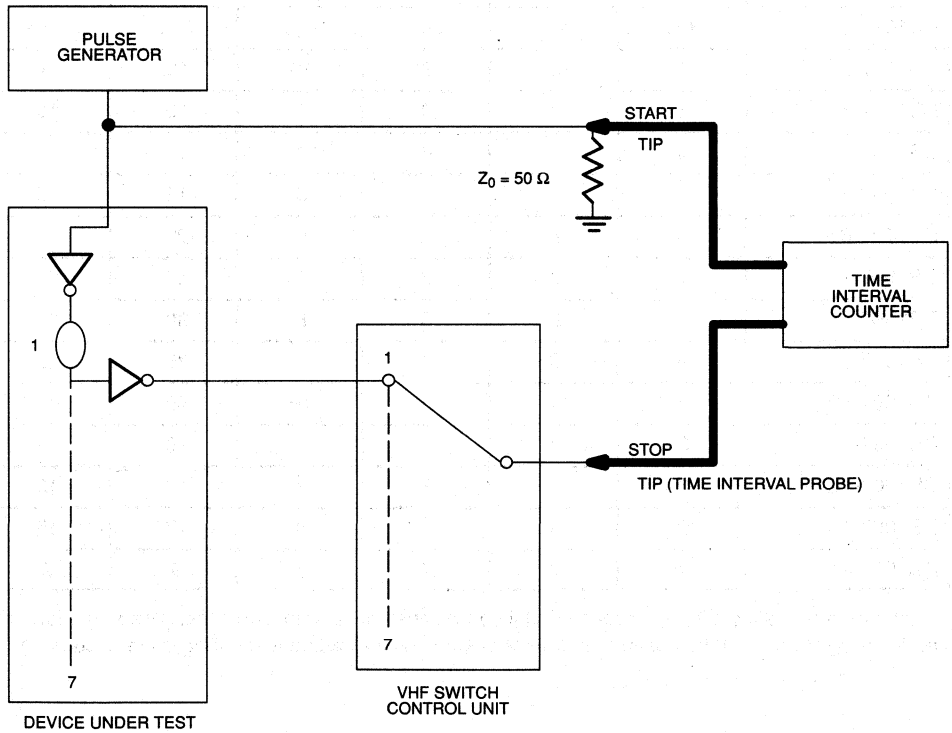 PULSE
GENERATOR
START
TIP
Z₀ = 50 Ω
TIME
INTERVAL
COUNTER
1
1
STOP
TIP (TIME INTERVAL PROBE)
7
7
VHF SWITCH
CONTROL UNIT
DEVICE UNDER TEST